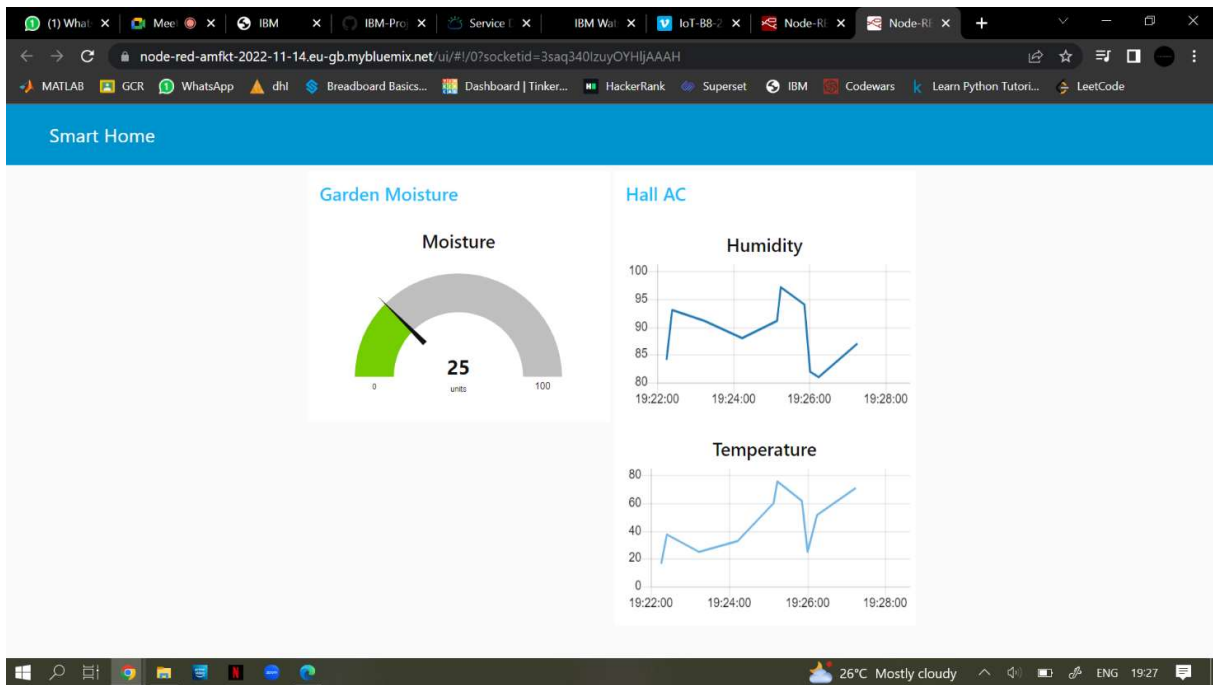 (1) What
Mee
IBM
IBM-Proj
Service D
IBM Wat
IoT-B8-2
Node-RE
Node-RE
node-red-amfkt-2022-11-14.eu-gb.mybluemix.net/ui/#!/0?socketid=3saq340IzuyOYHljAAAH
MATLAB GCR WhatsApp dhl Breadboard Basics... Dashboard | Tinker... HackerRank Superset IBM Codewars Learn Python Tutori... LeetCode
Smart Home
Garden Moisture
Moisture
25
units
0
100
Hall AC
Humidity
100
95
90
85
80
19:22:00 19:24:00 19:26:00 19:28:00
Temperature
80
60
40
20
0
19:22:00 19:24:00 19:26:00 19:28:00
26°C Mostly cloudy ENG 19:27